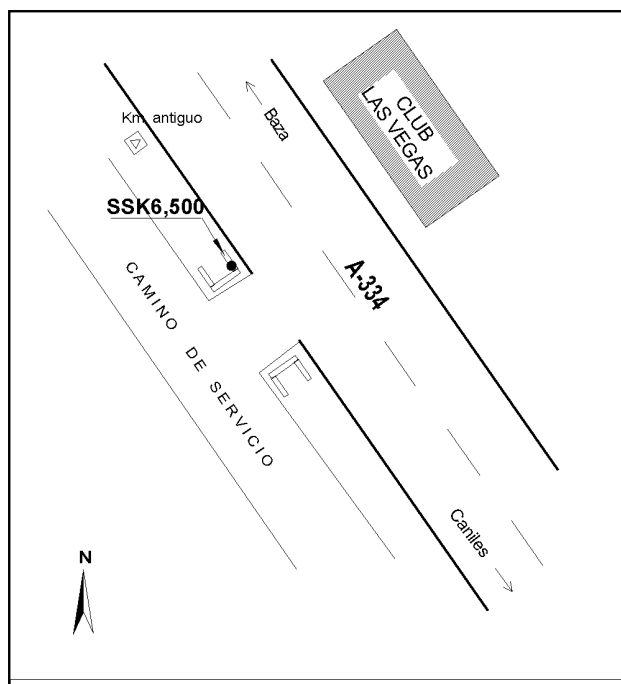 CLUB
LAS VEGAS
Baza
Km. antiguo
SSK6,500
A-334
CAMINO DE SERVICIO
Caniles
N